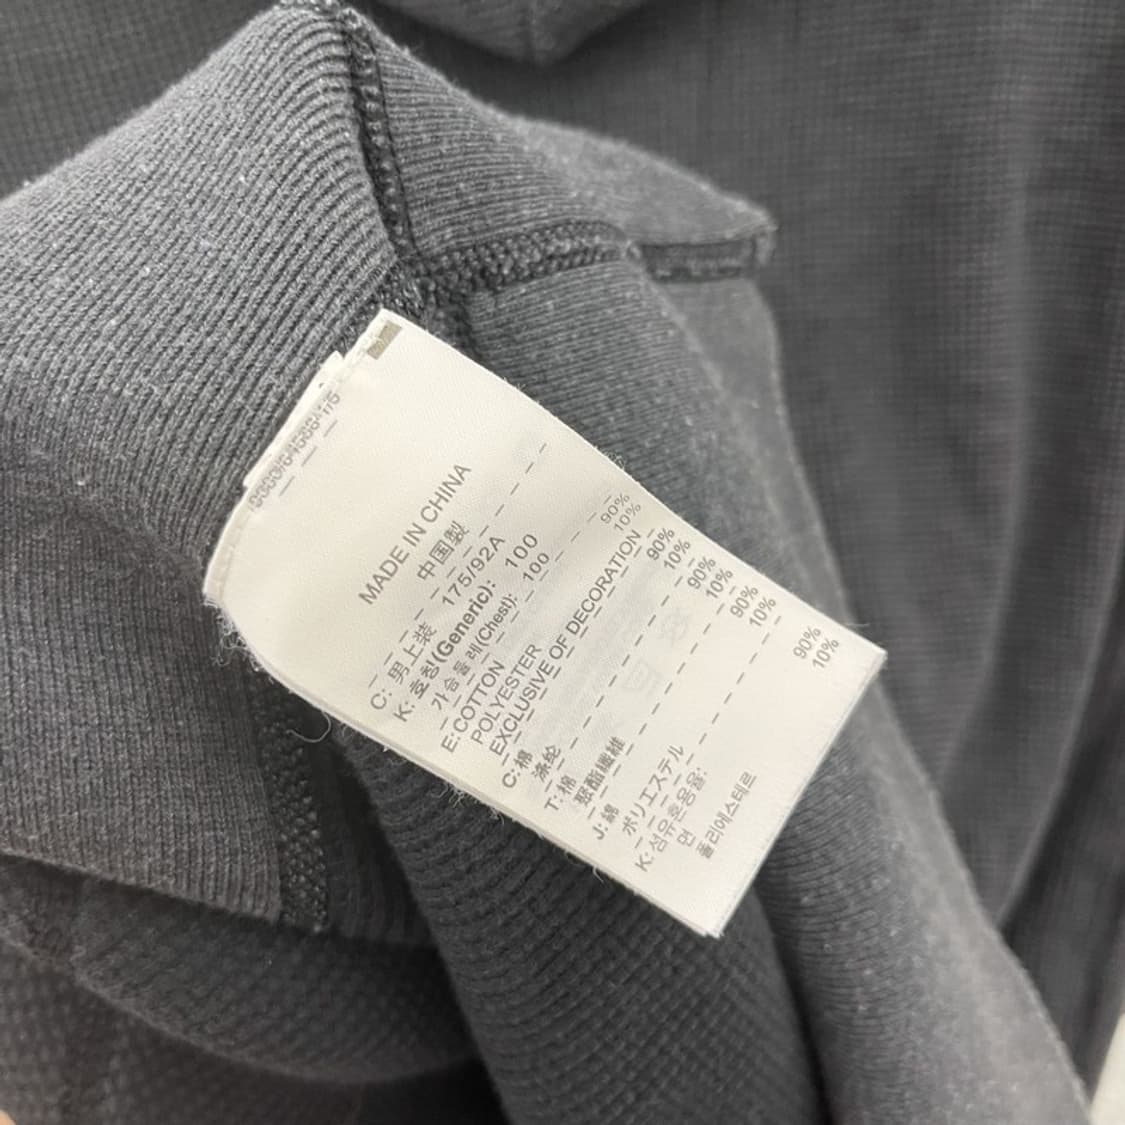 MADE IN CHINA
中国製
C: 男上装 175/92A
K: 호칭(Generic): 100
가슴둘레(Chest): 100
E: COTTON 90%
POLYESTER 10%
EXCLUSIVE OF DECORATION
C: 棉 90%
涤纶 10%
T: 棉 90%
聚酯纖維 10%
J: 綿 90%
ポリエステル 10%
K: 섬유혼용율:
면 90%
폴리에스테르 10%